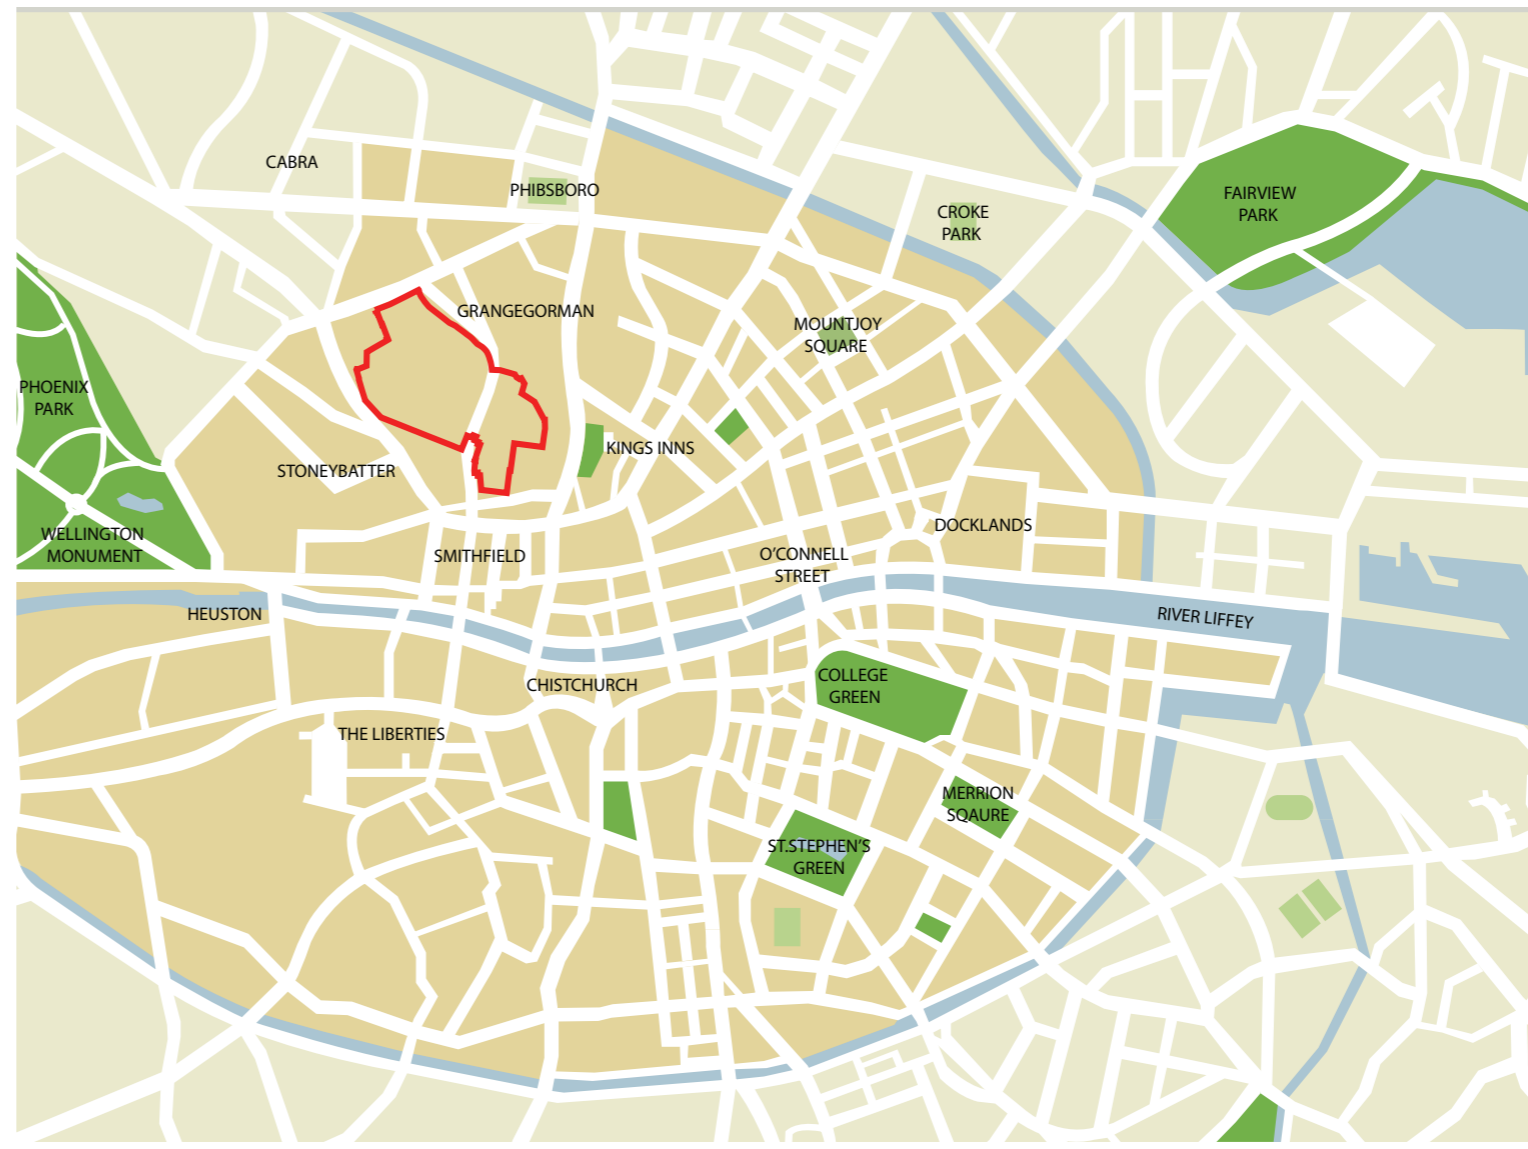 CABRA
PHIBSBORO
FAIRVIEW
PARK
CROKE
PARK
GRANGEGORMAN
MOUNTJOY
SQUARE
PHOENIX
PARK
KINGS INNS
STONEYBATTER
DOCKLANDS
WELLINGTON
MONUMENT
SMITHFIELD
O'CONNELL
STREET
HEUSTON
RIVER LIFFEY
CHISTCHURCH
COLLEGE
GREEN
THE LIBERTIES
MERRION
SQAURE
ST.STEPHEN'S
GREEN